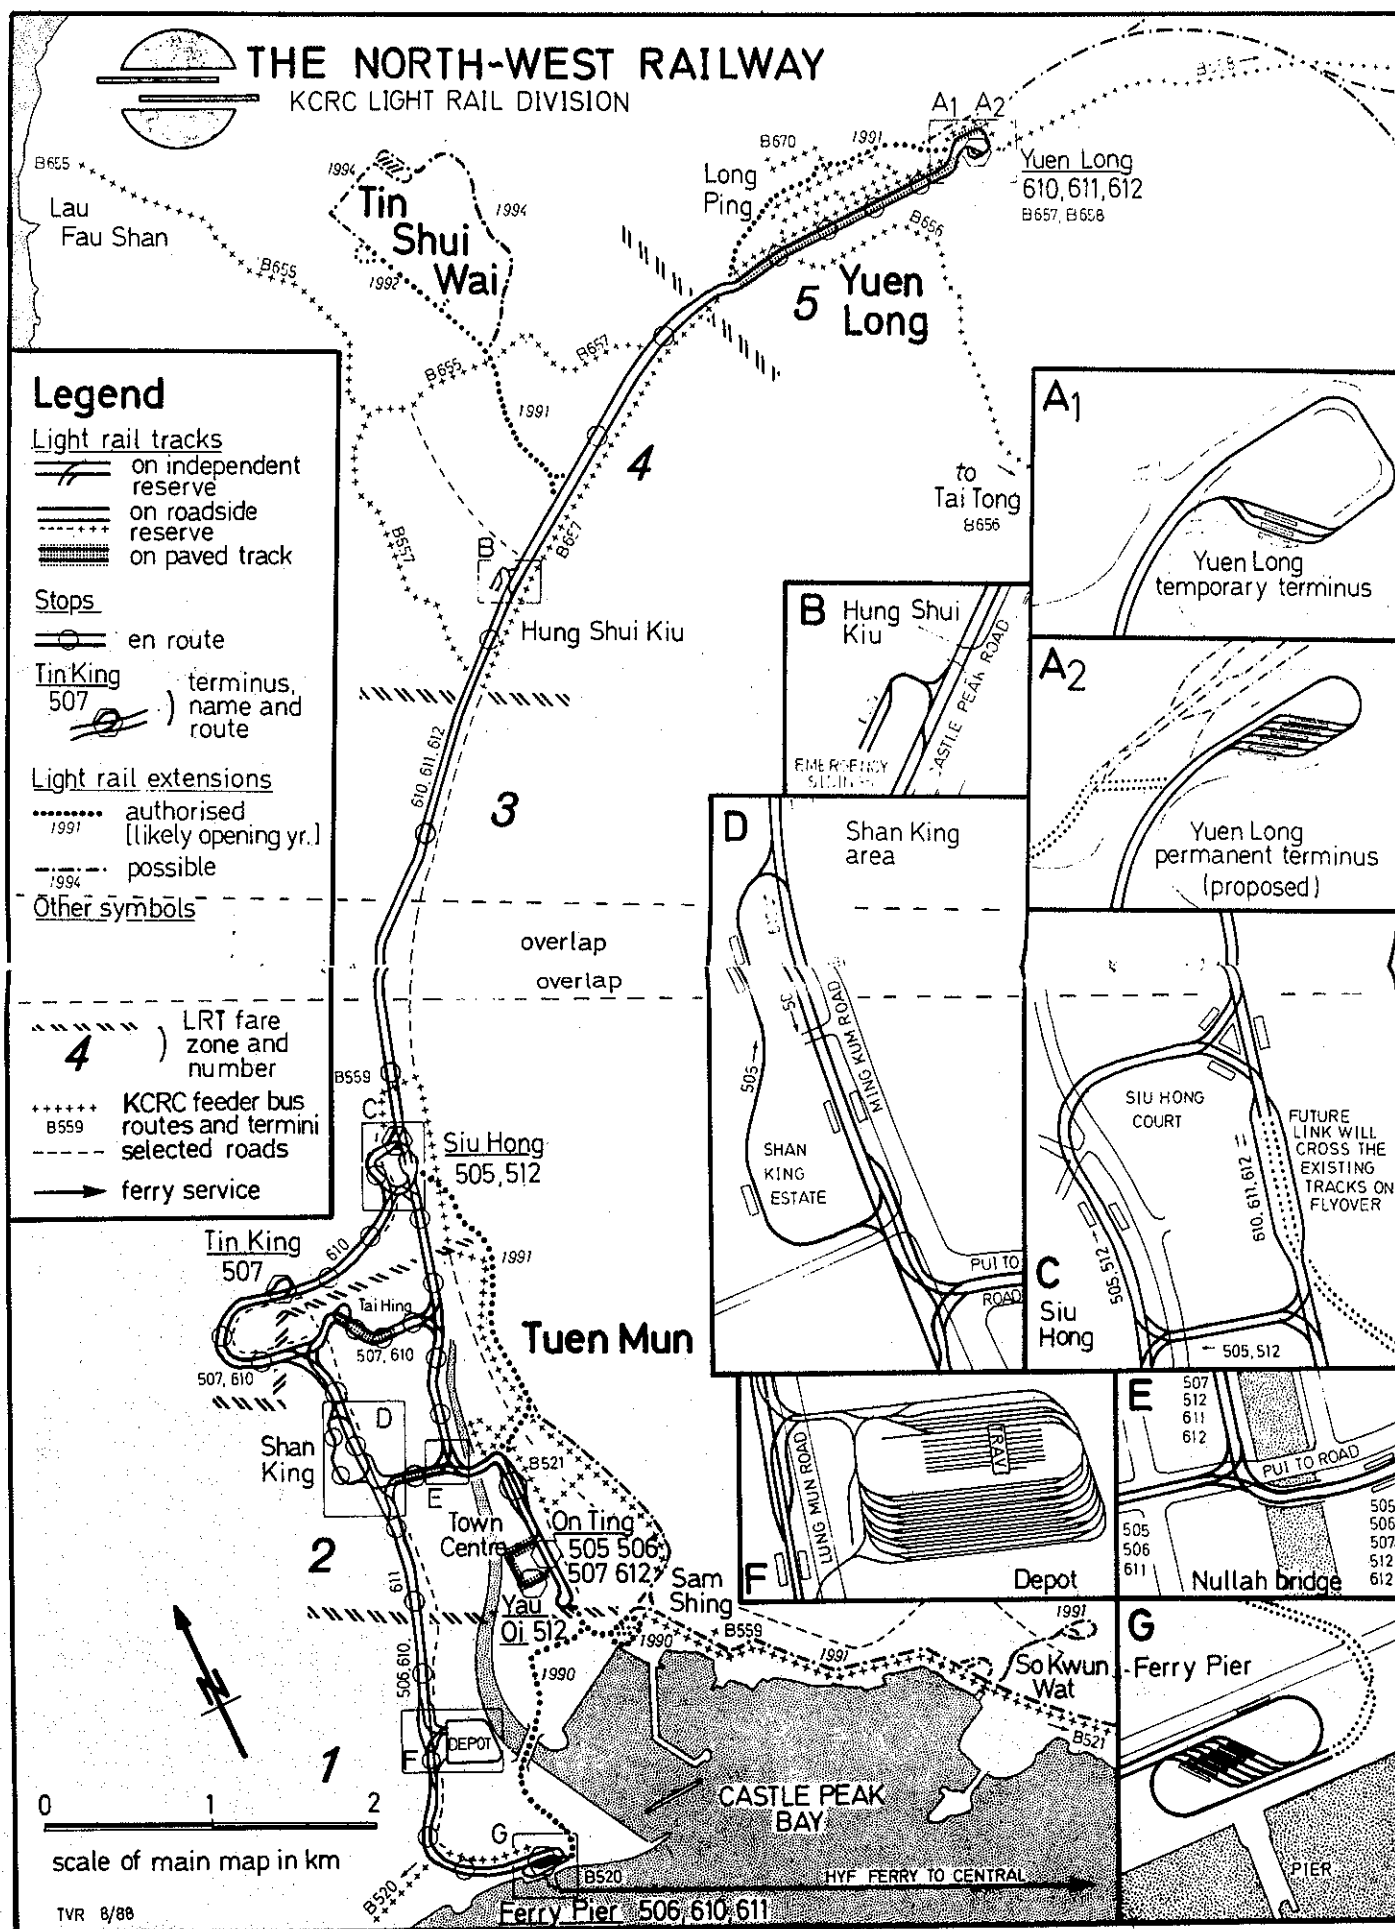 THE NORTH-WEST RAILWAY
KCRC LIGHT RAIL DIVISION
B655
Lau
Fau Shan
B655
1994
Tin
Shui
Wai
1994
1992
B655
B657
1991
Long
Ping
B670
1991
A1 A2
Yuen Long
610, 611, 612
B657, B658
B656
5
Yuen
Long
4
to
Tai Tong
B656
B557
B657
B
Hung Shui Kiu
610, 611, 612
3
Legend
Light rail tracks
on independent
reserve
on roadside
reserve
on paved track
Stops
en route
Tin King
507
terminus,
name and
route
Light rail extensions
authorised
1991
[likely opening yr.]
possible
1994
Other symbols
overlap
overlap
LRT fare
zone and
number
4
KCRC feeder bus
B559
routes and termini
selected roads
ferry service
B559
C
Siu Hong
505, 512
Tin King
507
610
1991
Tai Hing
507, 610
507, 610
Tuen Mun
D
Shan
King
E
B521
Town
Centre
On Ting
505 506
507 612
2
611
Yau
Oi 512
Sam
Shing
B559
1990
1990
1991
1991
So Kwun
Wat
B521
506, 610
F
DEPOT
1
N
0 1 2
scale of main map in km
G
B520
B520
CASTLE PEAK
BAY
HYF FERRY TO CENTRAL
Ferry Pier 506, 610, 611
TVR 8/88
A1
Yuen Long
temporary terminus
A2
Yuen Long
permanent terminus
(proposed)
B Hung Shui
Kiu
CASTLE PEAK ROAD
EMERGENCY
D
Shan King
area
505
MING KUM ROAD
SHAN
KING
ESTATE
PUI TO
ROAD
SIU HONG
COURT
FUTURE
LINK WILL
CROSS THE
EXISTING
TRACKS ON
FLYOVER
610, 611, 612
505, 512
505, 512
C
Siu
Hong
F
LUNG MUN ROAD
TRAV
Depot
E
507
512
611
612
PUI TO ROAD
505
506
611
505
506
507
512
612
Nullah bridge
G
Ferry Pier
PIER